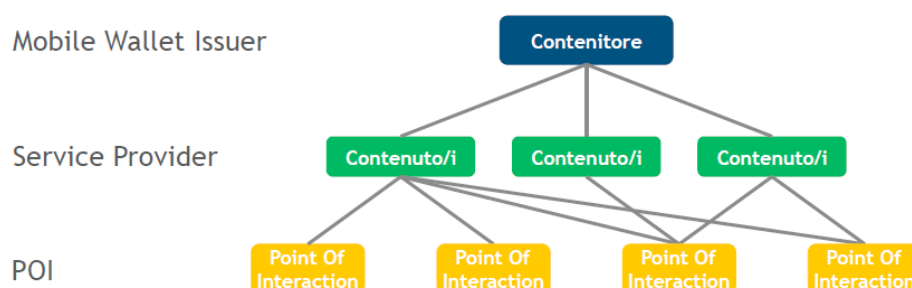 Mobile Wallet Issuer
Contenitore
Service Provider
Contenuto/i
Contenuto/i
Contenuto/i
POI
Point Of
Interaction
Point Of
Interaction
Point Of
Interaction
Point Of
Interaction